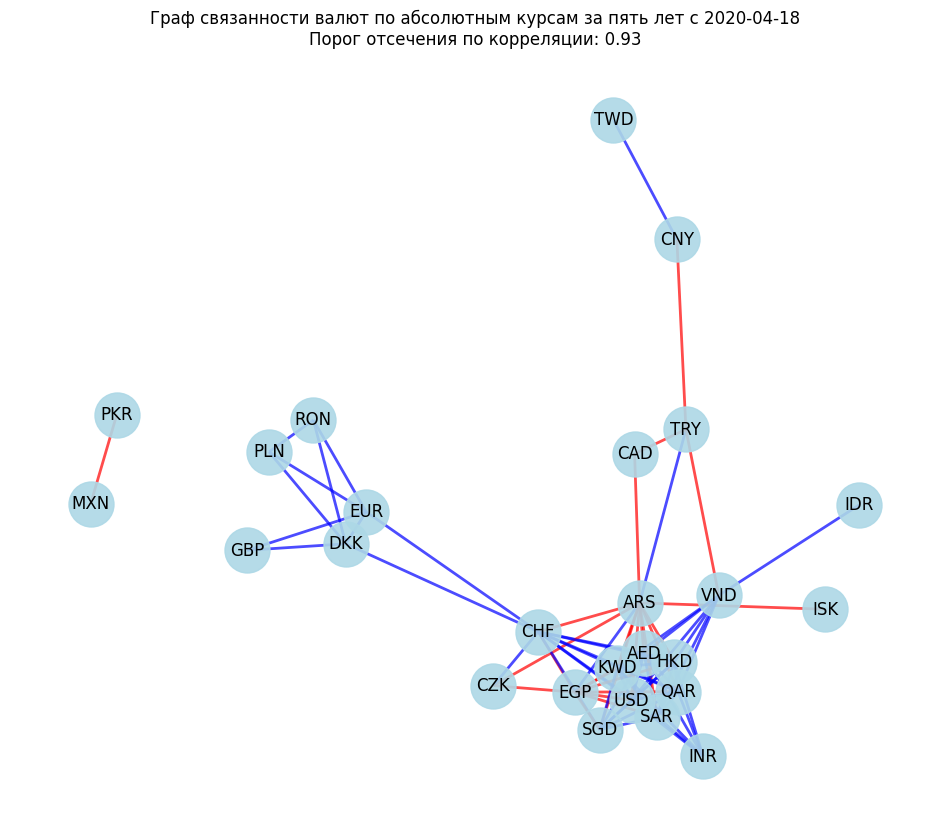 Граф связанности валют по абсолютным курсам за пять лет с 2020-04-18
Порог отсечения по корреляции: 0.93
TWD
CNY
PKR
RON
TRY
PLN
CAD
MXN
IDR
EUR
DKK
GBP
VND
ARS
ISK
CHF
AED
HKD
KWD
CZK
EGP
QAR
USD
SAR
SGD
INR